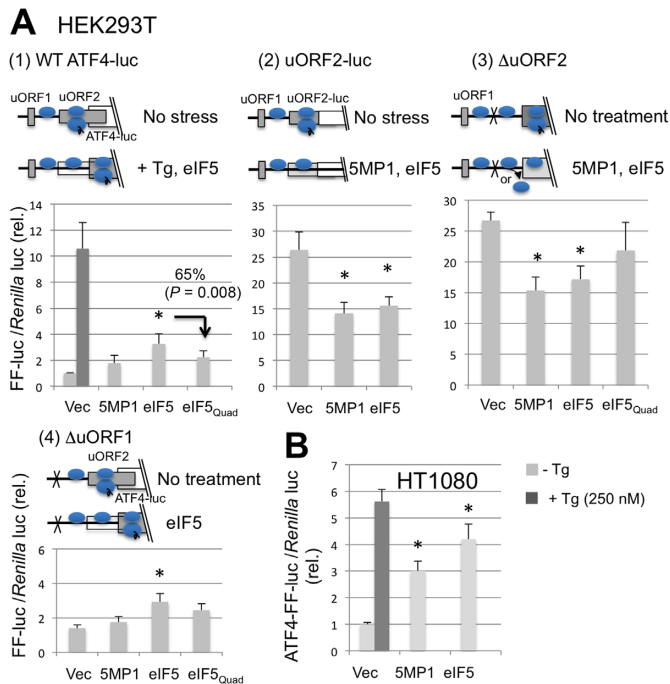 A HEK293T
(1) WT ATF4-luc
(2) uORF2-luc
(3) ΔuORF2
uORF1 uORF2
No stress
ATF4-luc
+ Tg, eIF5
uORF1 uORF2-luc
No stress
5MP1, eIF5
uORF1
No treatment
or
5MP1, eIF5
FF-luc /Renilla luc (rel.)
14
12
10
8
6
4
2
0
*
65%
(P = 0.008)
Vec 5MP1 eIF5 eIF5Quad
35
30
25
20
15
10
5
0
* *
Vec 5MP1 eIF5
30
25
20
15
10
5
0
* *
Vec 5MP1 eIF5 eIF5Quad
(4) ΔuORF1
uORF2
No treatment
ATF4-luc
eIF5
FF-luc /Renilla luc (rel.)
6
4
2
0
*
Vec 5MP1 eIF5 eIF5Quad
B
HT1080
ATF4-FF-luc /Renilla luc
(rel.)
7
6
5
4
3
2
1
0
* *
Vec 5MP1 eIF5
- Tg
+ Tg (250 nM)